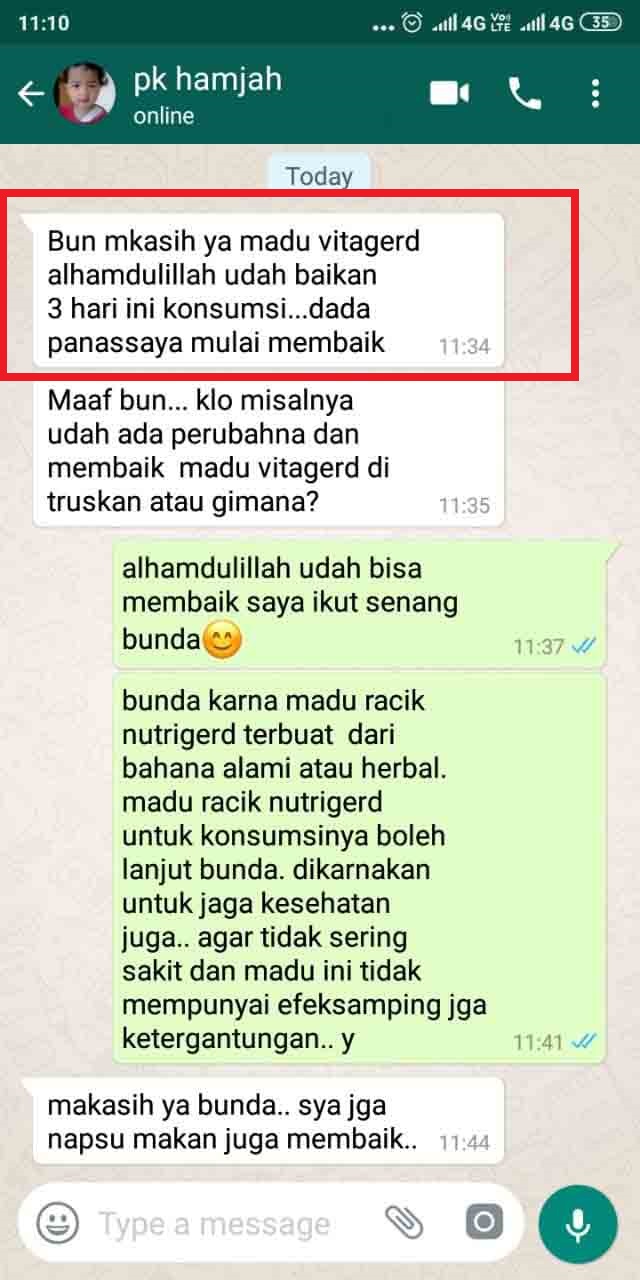 11:10
4G VoI LTE 4G 35
pk hamjah
online
Today
Bun mkasih ya madu vitagerd
alhamdulillah udah baikan
3 hari ini konsumsi...dada
panassaya mulai membaik 11:34
Maaf bun... klo misalnya
udah ada perubahna dan
membaik madu vitagerd di
truskan atau gimana? 11:35
alhamdulillah udah bisa
membaik saya ikut senang
bunda😊 11:37
bunda karna madu racik
nutrigerd terbuat dari
bahana alami atau herbal.
madu racik nutrigerd
untuk konsumsinya boleh
lanjut bunda. dikarnakan
untuk jaga kesehatan
juga.. agar tidak sering
sakit dan madu ini tidak
mempunyai efeksamping jga
ketergantungan.. y 11:41
makasih ya bunda.. sya jga
napsu makan juga membaik.. 11:44
Type a message